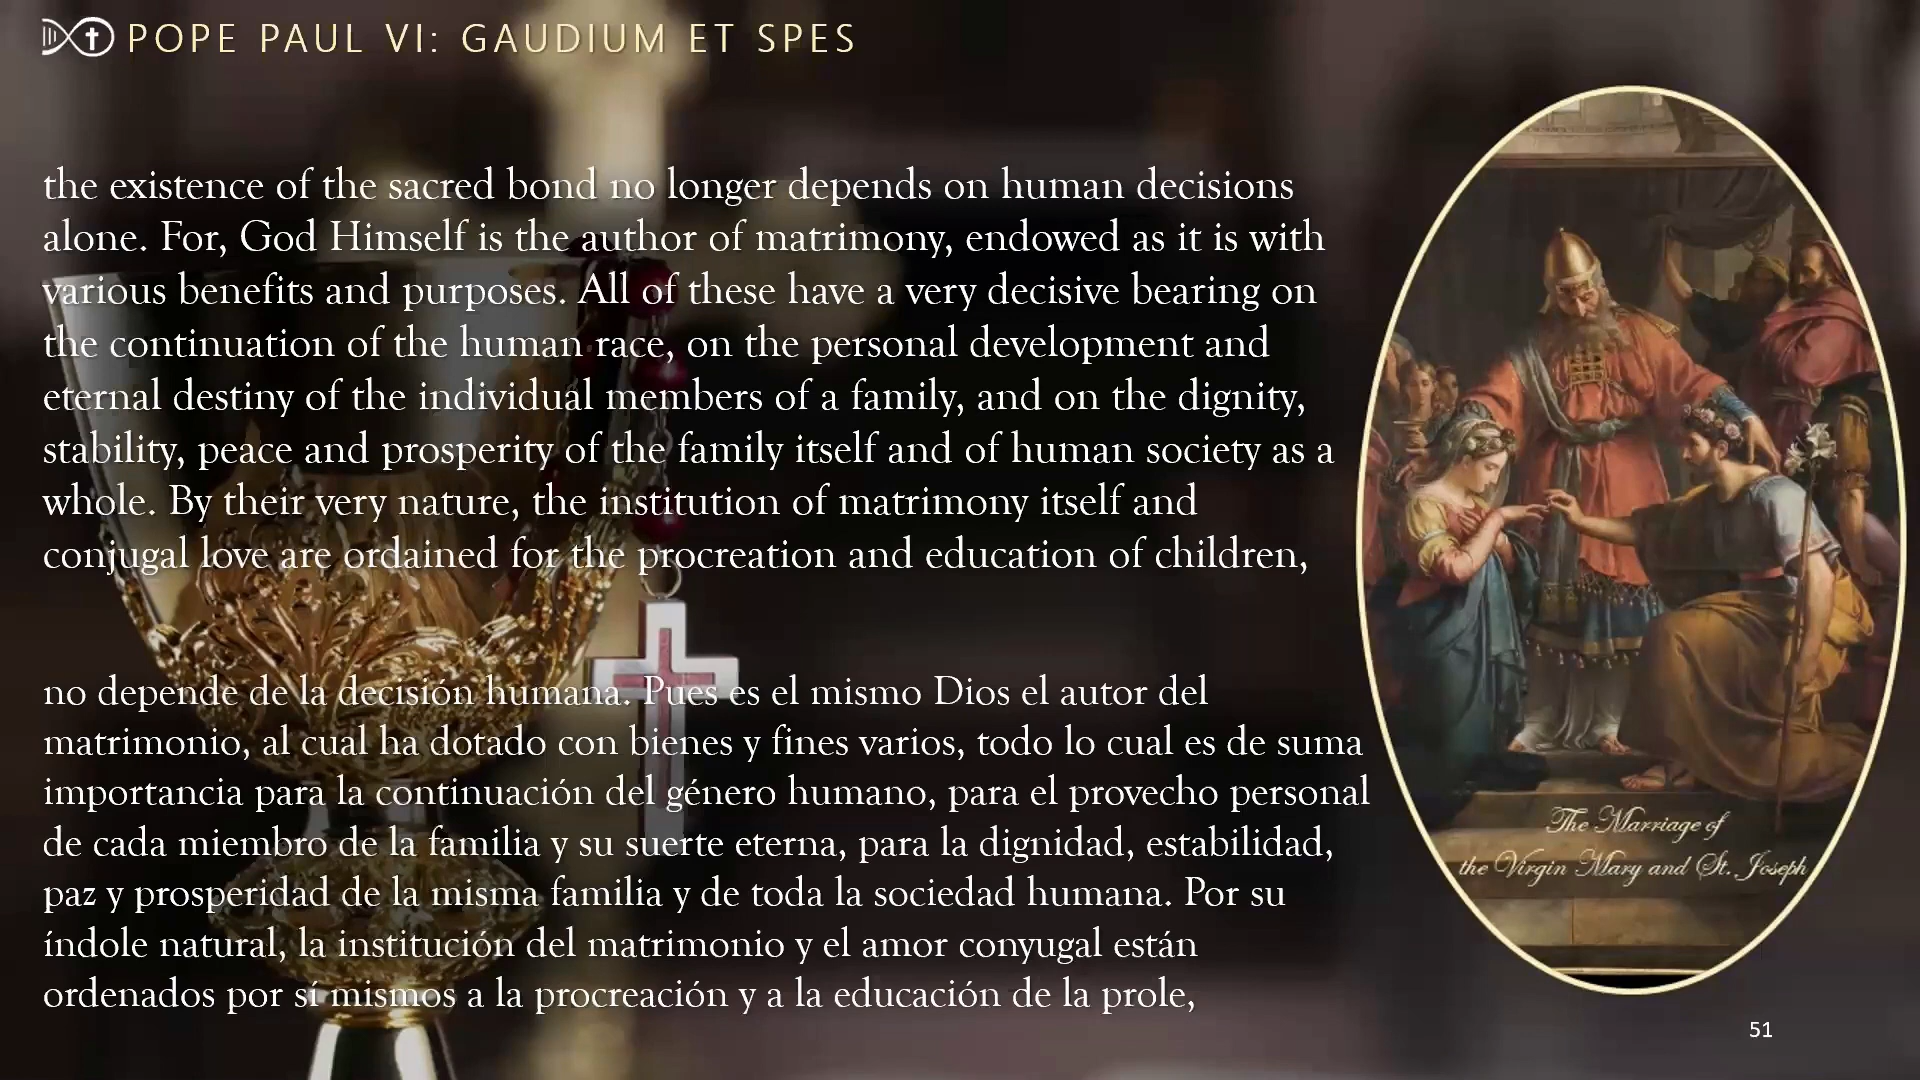 POPE PAUL VI: GAUDIUM ET SPES
the existence of the sacred bond no longer depends on human decisions
alone. For, God Himself is the author of matrimony, endowed as it is with
various benefits and purposes. All of these have a very decisive bearing on
the continuation of the human race, on the personal development and
eternal destiny of the individual members of a family, and on the dignity,
stability, peace and prosperity of the family itself and of human society as a
whole. By their very nature, the institution of matrimony itself and
conjugal love are ordained for the procreation and education of children,
no depende de la decisión humana. Pues es el mismo Dios el autor del
matrimonio, al cual ha dotado con bienes y fines varios, todo lo cual es de suma
importancia para la continuación del género humano, para el provecho personal
de cada miembro de la familia y su suerte eterna, para la dignidad, estabilidad,
paz y prosperidad de la misma familia y de toda la sociedad humana. Por su
índole natural, la institución del matrimonio y el amor conyugal están
ordenados por sí mismos a la procreación y a la educación de la prole,
The Marriage of
the Virgin Mary and St. Joseph
51